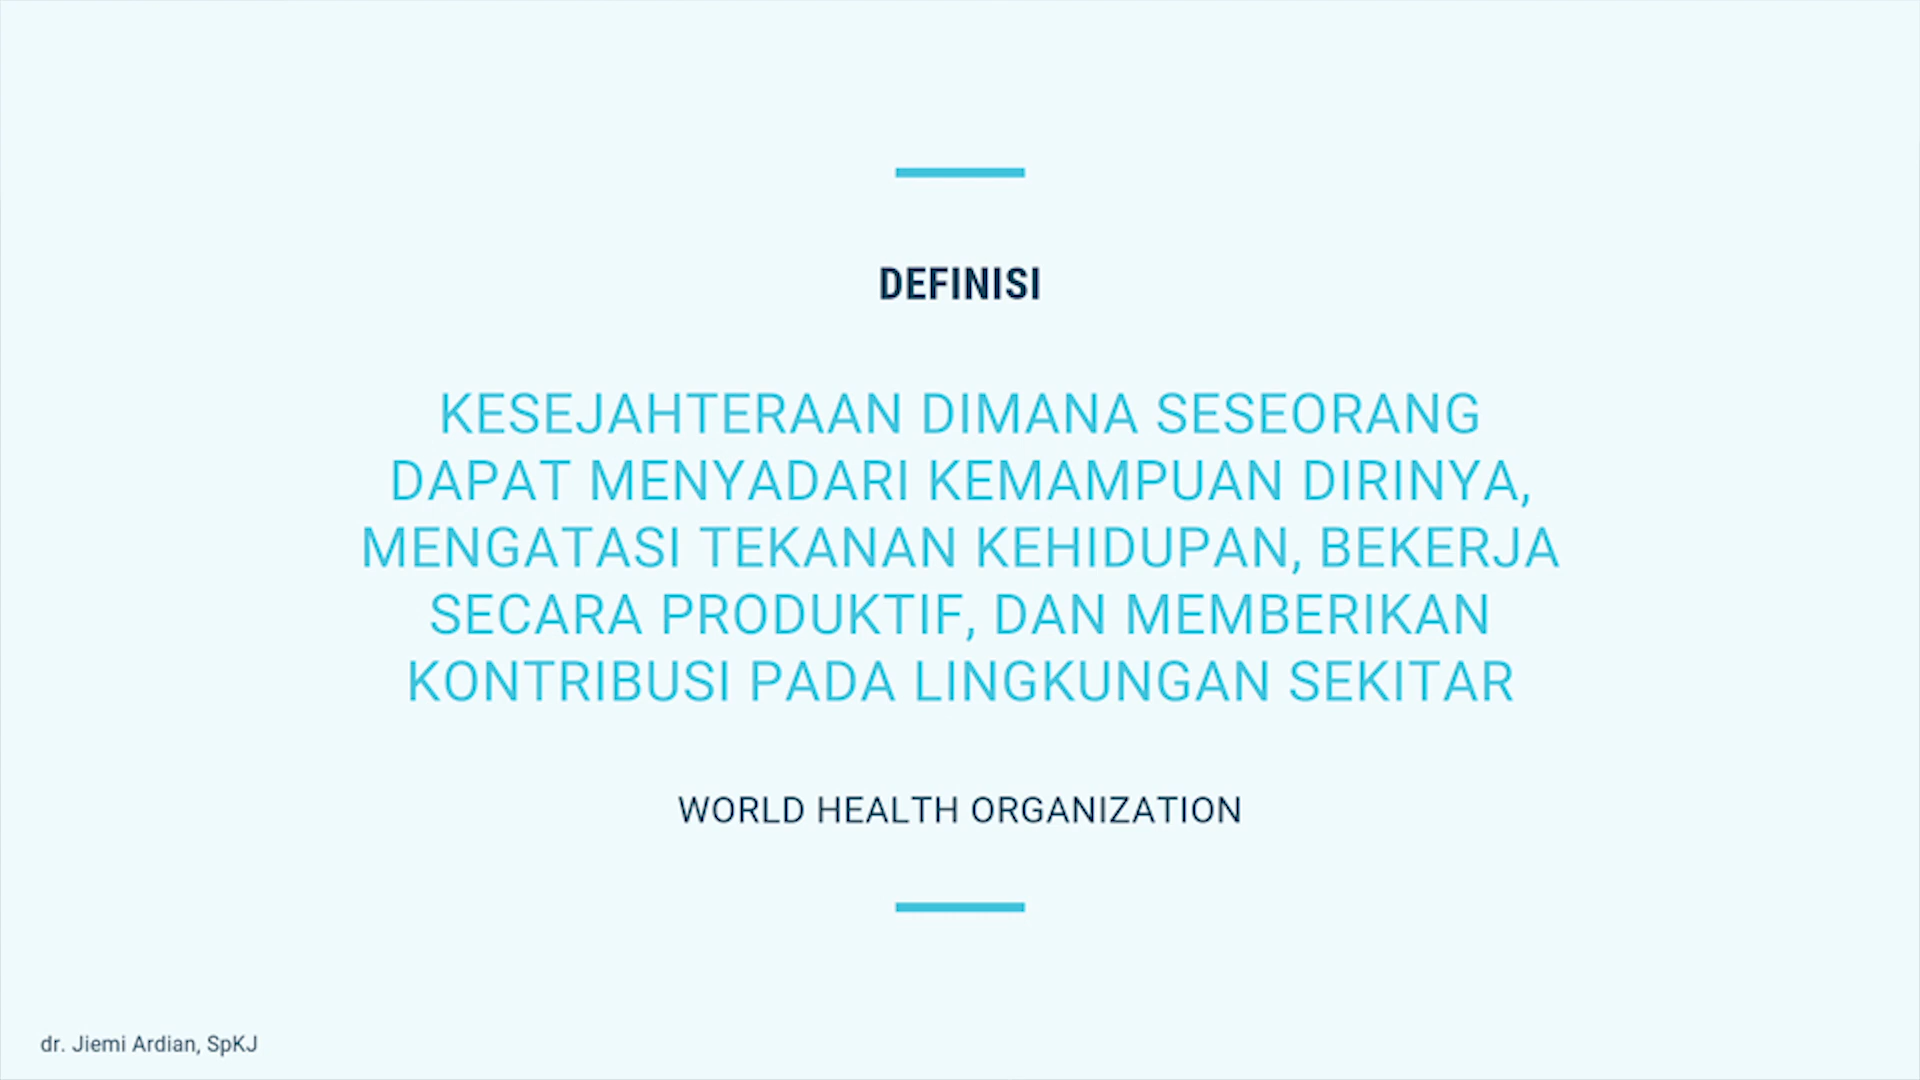 DEFINISI
KESEJAHTERAAN DIMANA SESEORANG
DAPAT MENYADARI KEMAMPUAN DIRINYA,
MENGATASI TEKANAN KEHIDUPAN, BEKERJA
SECARA PRODUKTIF, DAN MEMBERIKAN
KONTRIBUSI PADA LINGKUNGAN SEKITAR
WORLD HEALTH ORGANIZATION
dr. Jiemi Ardian, SpKJ